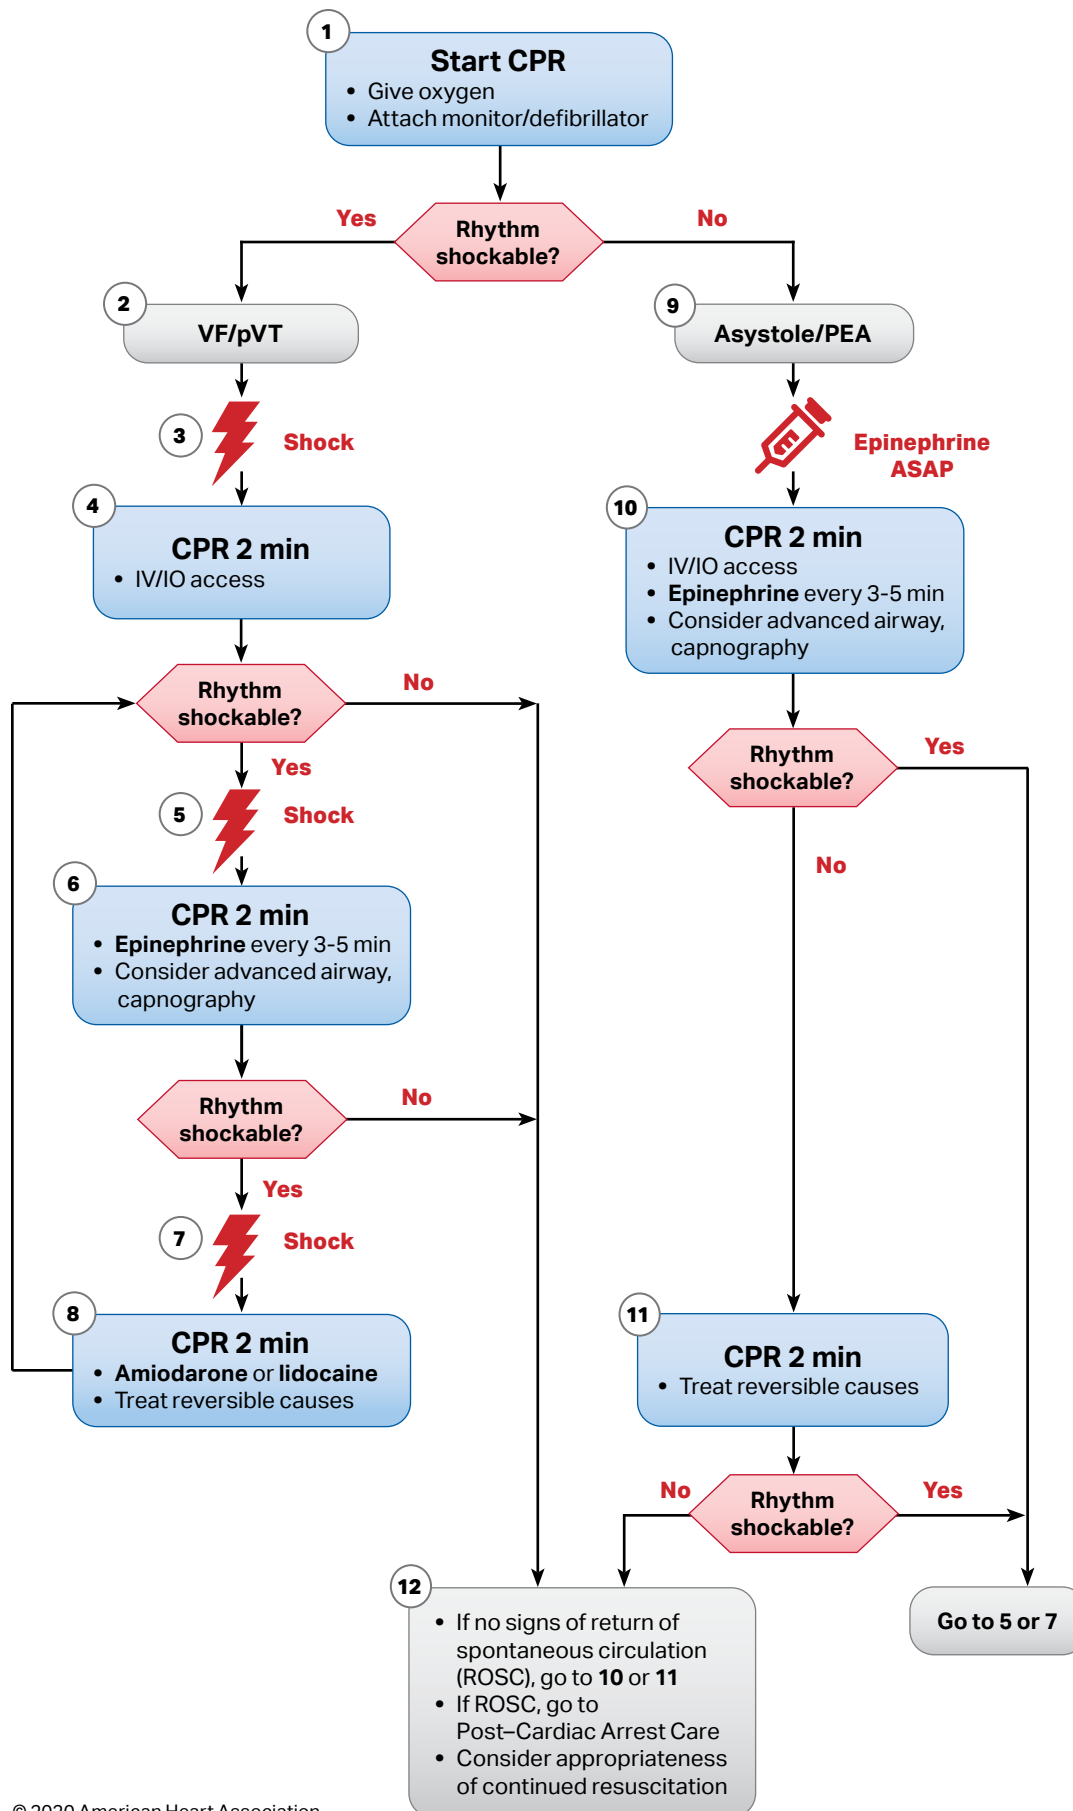 1
Start CPR
• Give oxygen
• Attach monitor/defibrillator
Rhythm
shockable?
Yes
No
2
VF/pVT
3
Shock
4
CPR 2 min
• IV/IO access
Rhythm
shockable?
No
Yes
5
Shock
6
CPR 2 min
• Epinephrine every 3-5 min
• Consider advanced airway,
capnography
Rhythm
shockable?
No
Yes
7
Shock
8
CPR 2 min
• Amiodarone or lidocaine
• Treat reversible causes
9
Asystole/PEA
Epinephrine
ASAP
10
CPR 2 min
• IV/IO access
• Epinephrine every 3-5 min
• Consider advanced airway,
capnography
Rhythm
shockable?
Yes
No
11
CPR 2 min
• Treat reversible causes
Rhythm
shockable?
No
Yes
12
• If no signs of return of
spontaneous circulation
(ROSC), go to 10 or 11
• If ROSC, go to
Post–Cardiac Arrest Care
• Consider appropriateness
of continued resuscitation
Go to 5 or 7
© 2020 American Heart Association